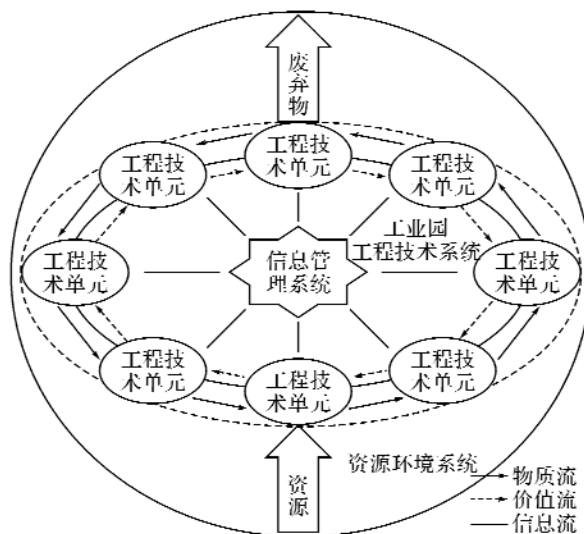 废弃物
工程技
术单元
工程技
术单元
工程技
术单元
工业园
工程技术系统
工程技
术单元
信息管
理系统
工程技
术单元
工程技
术单元
工程技
术单元
工程技
术单元
资源
资源环境系统
物质流
价值流
信息流